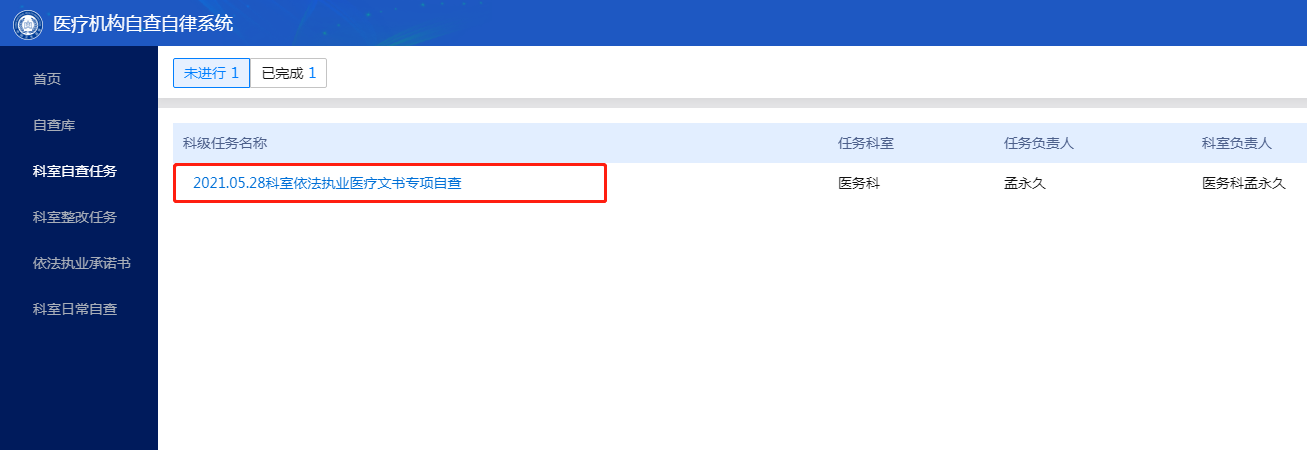 医疗机构自查自律系统
首页
自查库
科室自查任务
科室整改任务
依法执业承诺书
科室日常自查
未进行 1 已完成 1
科级任务名称 任务科室 任务负责人 科室负责人
2021.05.28科室依法执业医疗文书专项自查 医务科 孟永久 医务科孟永久